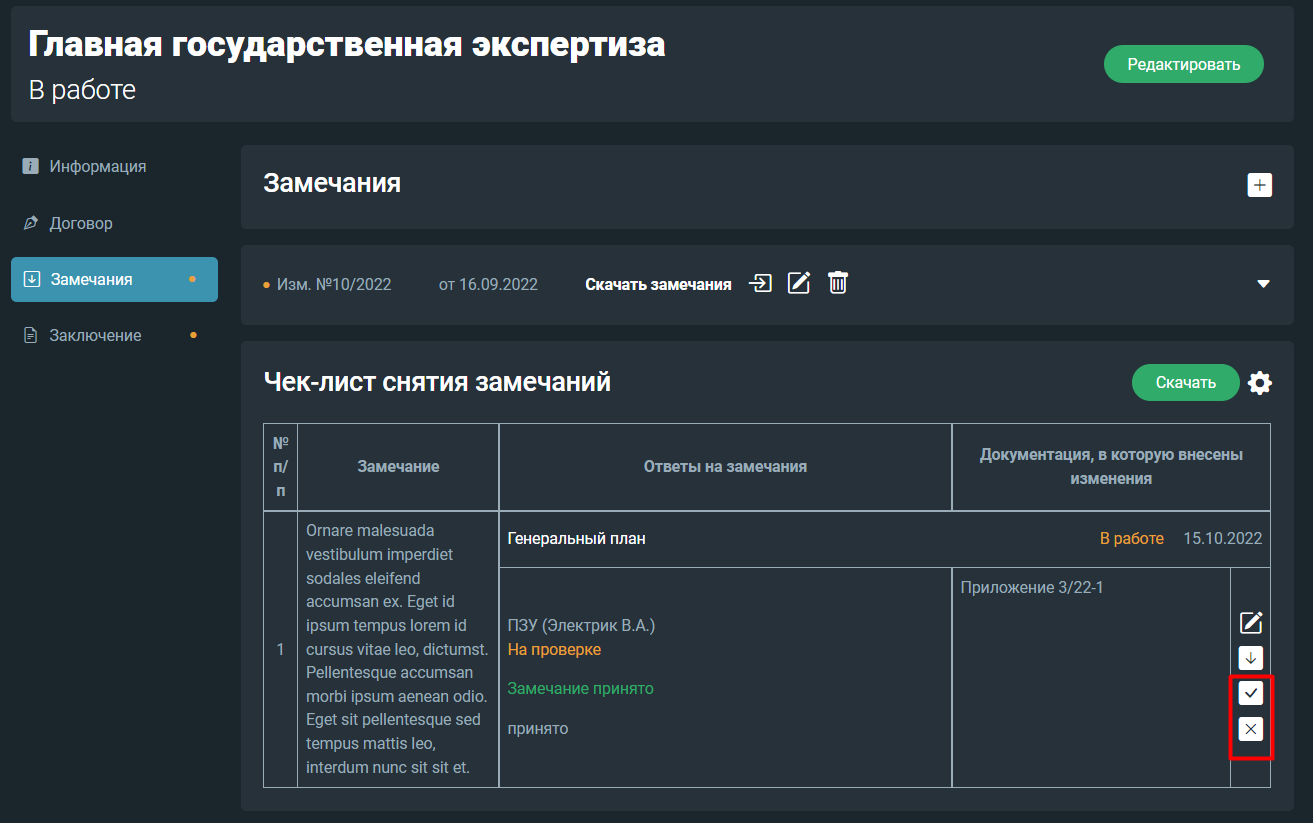 Главная государственная экспертиза
В работе
Редактировать
Информация
Договор
Замечания
Заключение
Замечания
Изм. №10/2022
от 16.09.2022
Скачать замечания
Чек-лист снятия замечаний
Скачать
№
п/
п
Замечание
Ответы на замечания
Документация, в которую внесены
изменения
1
Ornare malesuada
vestibulum imperdiet
sodales eleifend
accumsan ex. Eget id
ipsum tempus lorem id
cursus vitae leo, dictumst.
Pellentesque accumsan
morbi ipsum aenean odio.
Eget sit pellentesque sed
tempus mattis leo,
interdum nunc sit sit et.
Генеральный план
В работе
15.10.2022
ПЗУ (Электрик В.А.)
На проверке
Замечание принято
принято
Приложение 3/22-1